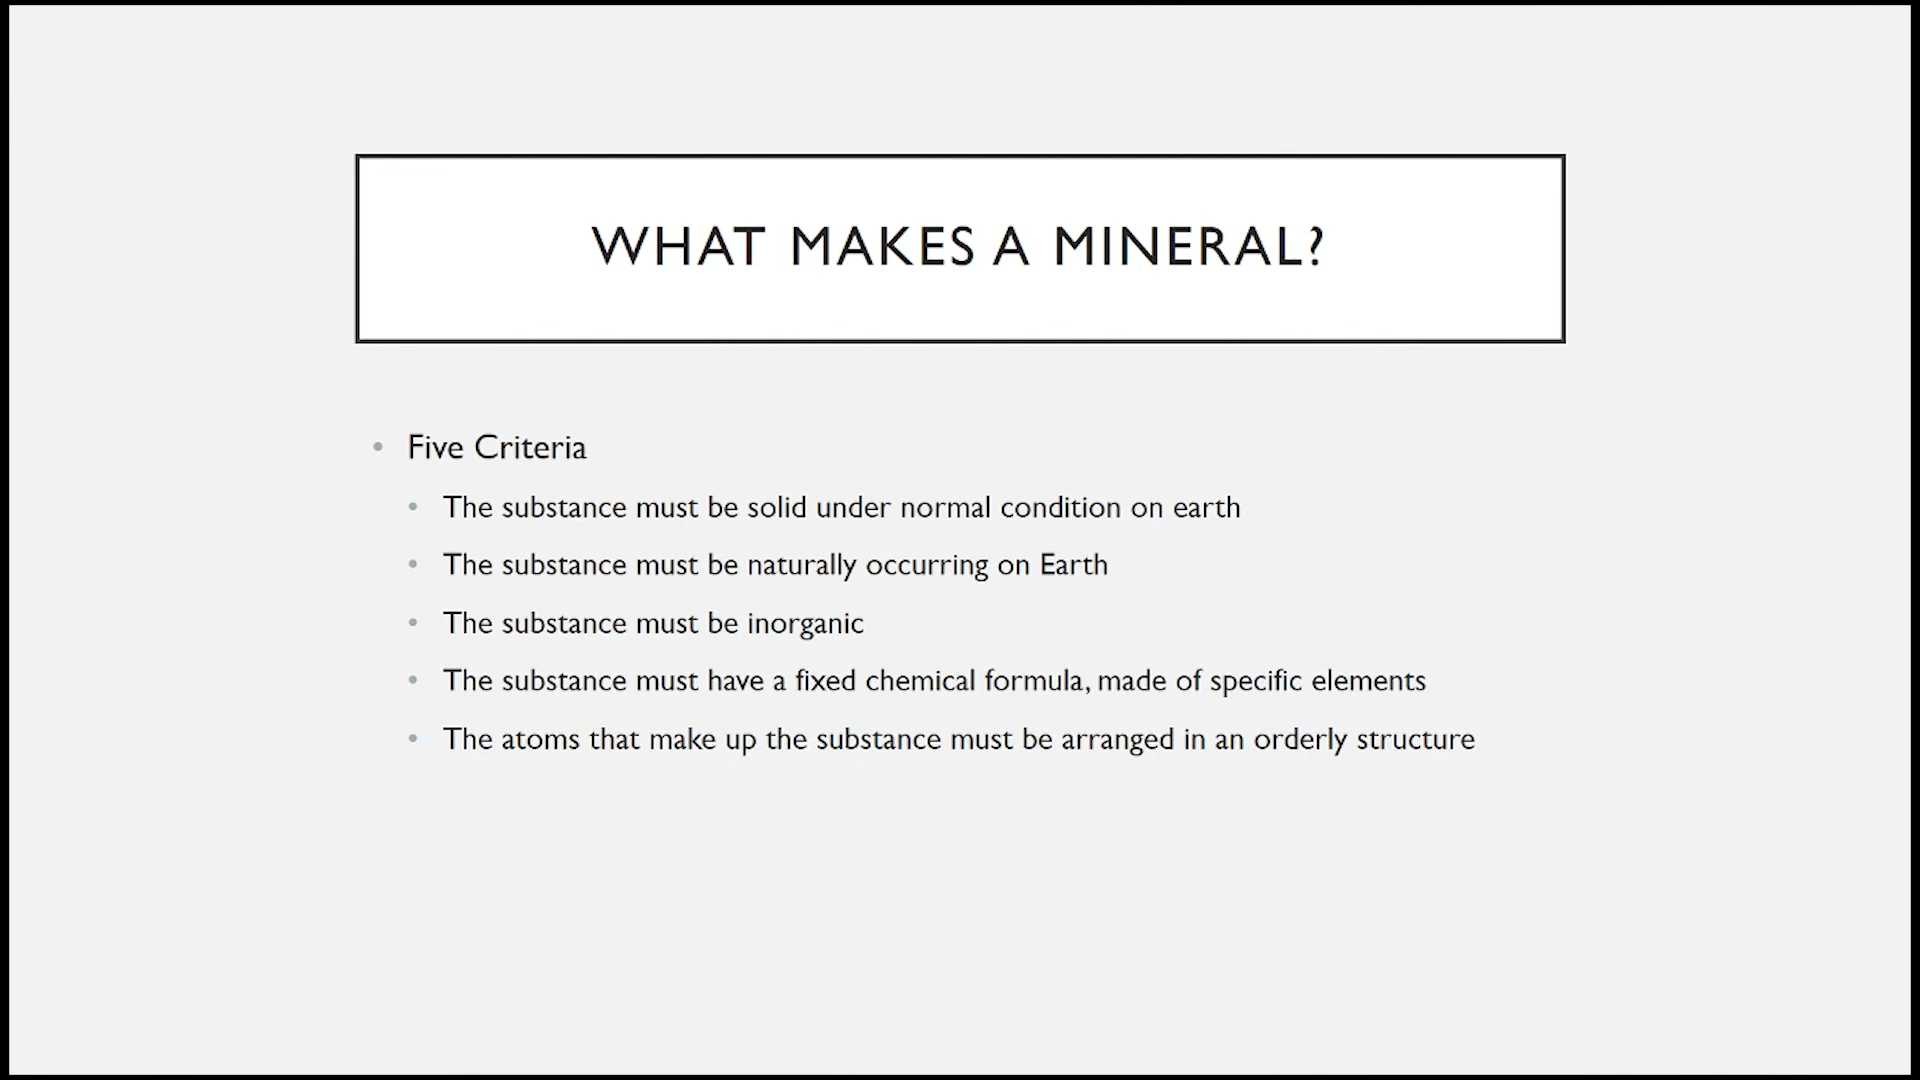 WHAT MAKES A MINERAL?
• Five Criteria
• The substance must be solid under normal condition on earth
• The substance must be naturally occurring on Earth
• The substance must be inorganic
• The substance must have a fixed chemical formula, made of specific elements
• The atoms that make up the substance must be arranged in an orderly structure